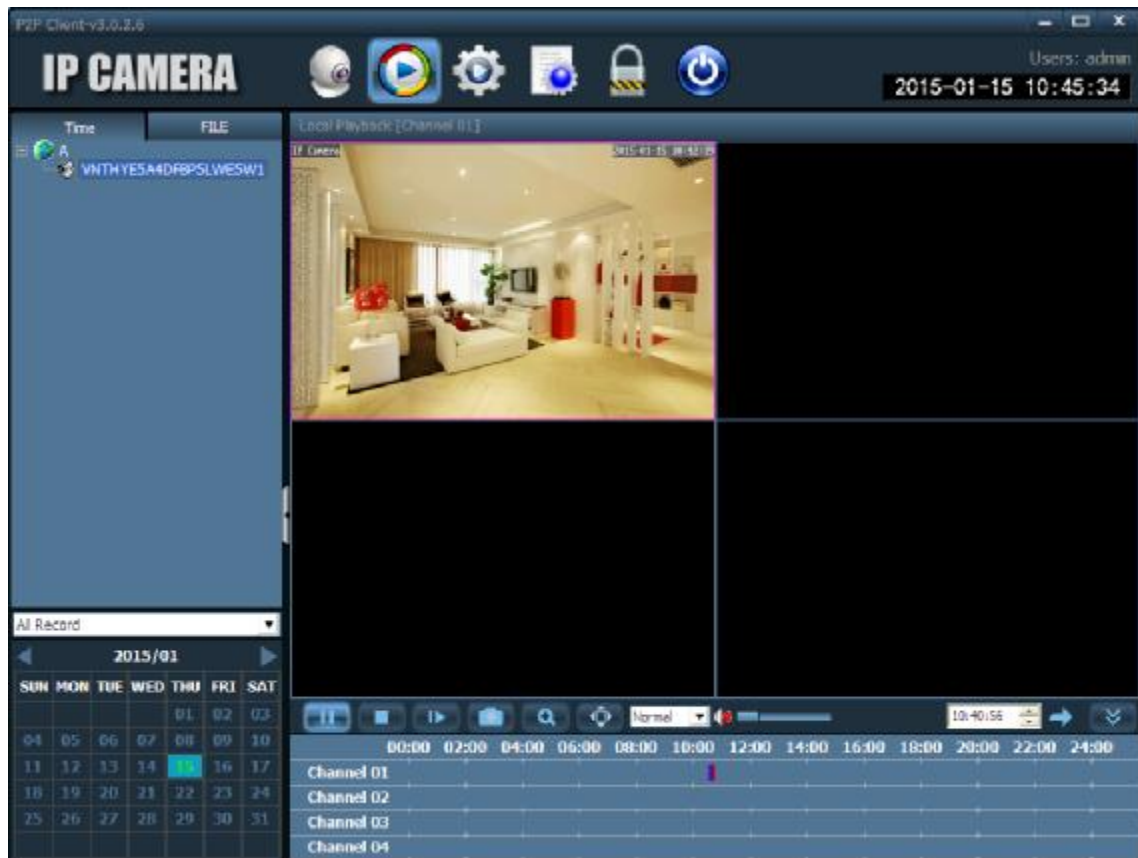 P2P Client-v3.0.2.6
IP CAMERA
Users: admin
2015-01-15 10:45:34
Time FILE
Local Playback [Channel 01]
A
IP Camera
All Record
2015/01
SUN MON TUE WED THU FRI SAT
01 02 03
04 05 06 07 08 09 10
11 12 13 14 15 16 17
18 19 20 21 22 23 24
25 26 27 28 29 30 31
Normal
10:40:56
00:00 02:00 04:00 06:00 08:00 10:00 12:00 14:00 16:00 18:00 20:00 22:00 24:00
Channel 01
Channel 02
Channel 03
Channel 04